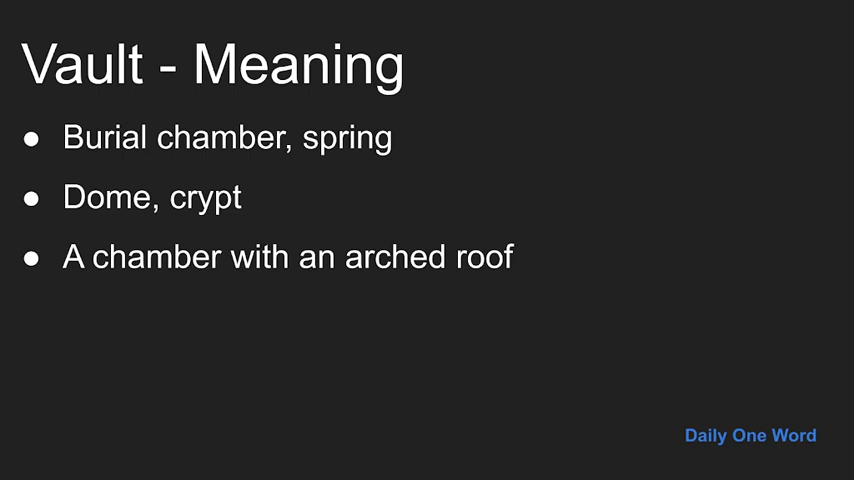 Vault - Meaning
● Burial chamber, spring
● Dome, crypt
● A chamber with an arched roof
Daily One Word